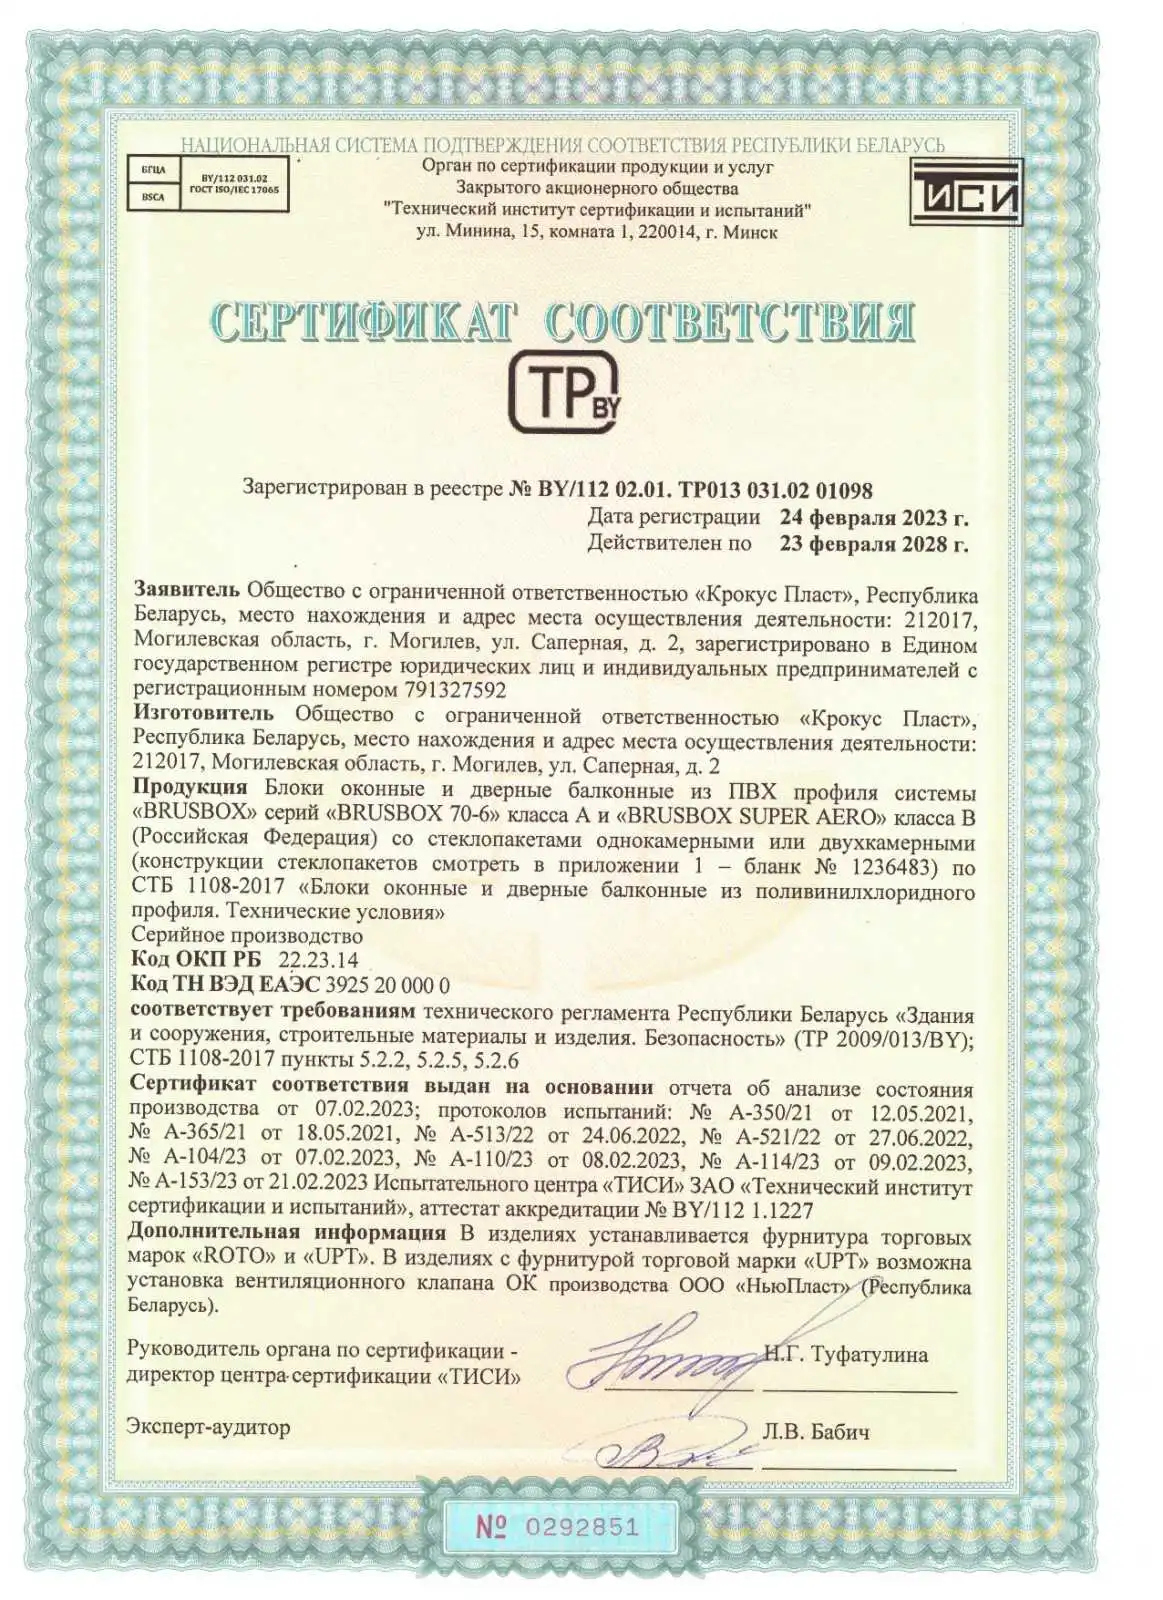 НАЦИОНАЛЬНАЯ СИСТЕМА ПОДТВЕРЖДЕНИЯ СООТВЕТСТВИЯ РЕСПУБЛИКИ БЕЛАРУСЬ
БГЦА
BSCA
BY/112 031.02
ГОСТ ISO/IEC 17065
Орган по сертификации продукции и услуг
Закрытого акционерного общества
"Технический институт сертификации и испытаний"
ул. Минина, 15, комната 1, 220014, г. Минск
ТИСИ
СЕРТИФИКАТ СООТВЕТСТВИЯ
ТР BY
Зарегистрирован в реестре № BY/112 02.01. ТР013 031.02 01098
Дата регистрации 24 февраля 2023 г.
Действителен по 23 февраля 2028 г.
Заявитель Общество с ограниченной ответственностью «Крокус Пласт», Республика
Беларусь, место нахождения и адрес места осуществления деятельности: 212017,
Могилевская область, г. Могилев, ул. Саперная, д. 2, зарегистрировано в Едином
государственном регистре юридических лиц и индивидуальных предпринимателей с
регистрационным номером 791327592
Изготовитель Общество с ограниченной ответственностью «Крокус Пласт»,
Республика Беларусь, место нахождения и адрес места осуществления деятельности:
212017, Могилевская область, г. Могилев, ул. Саперная, д. 2
Продукция Блоки оконные и дверные балконные из ПВХ профиля системы
«BRUSBOX» серий «BRUSBOX 70-6» класса А и «BRUSBOX SUPER AERO» класса В
(Российская Федерация) со стеклопакетами однокамерными или двухкамерными
(конструкции стеклопакетов смотреть в приложении 1 – бланк № 1236483) по
СТБ 1108-2017 «Блоки оконные и дверные балконные из поливинилхлоридного
профиля. Технические условия»
Серийное производство
Код ОКП РБ 22.23.14
Код ТН ВЭД ЕАЭС 3925 20 000 0
соответствует требованиям технического регламента Республики Беларусь «Здания
и сооружения, строительные материалы и изделия. Безопасность» (ТР 2009/013/BY);
СТБ 1108-2017 пункты 5.2.2, 5.2.5, 5.2.6
Сертификат соответствия выдан на основании отчета об анализе состояния
производства от 07.02.2023; протоколов испытаний: № А-350/21 от 12.05.2021,
№ А-365/21 от 18.05.2021, № А-513/22 от 24.06.2022, № А-521/22 от 27.06.2022,
№ А-104/23 от 07.02.2023, № А-110/23 от 08.02.2023, № А-114/23 от 09.02.2023,
№ А-153/23 от 21.02.2023 Испытательного центра «ТИСИ» ЗАО «Технический институт
сертификации и испытаний», аттестат аккредитации № BY/112 1.1227
Дополнительная информация В изделиях устанавливается фурнитура торговых
марок «ROTO» и «UPT». В изделиях с фурнитурой торговой марки «UPT» возможна
установка вентиляционного клапана ОК производства ООО «НьюПласт» (Республика
Беларусь).
Руководитель органа по сертификации -
директор центра сертификации «ТИСИ»
Н.Г. Туфатулина
Эксперт-аудитор
Л.В. Бабич
№ 0292851